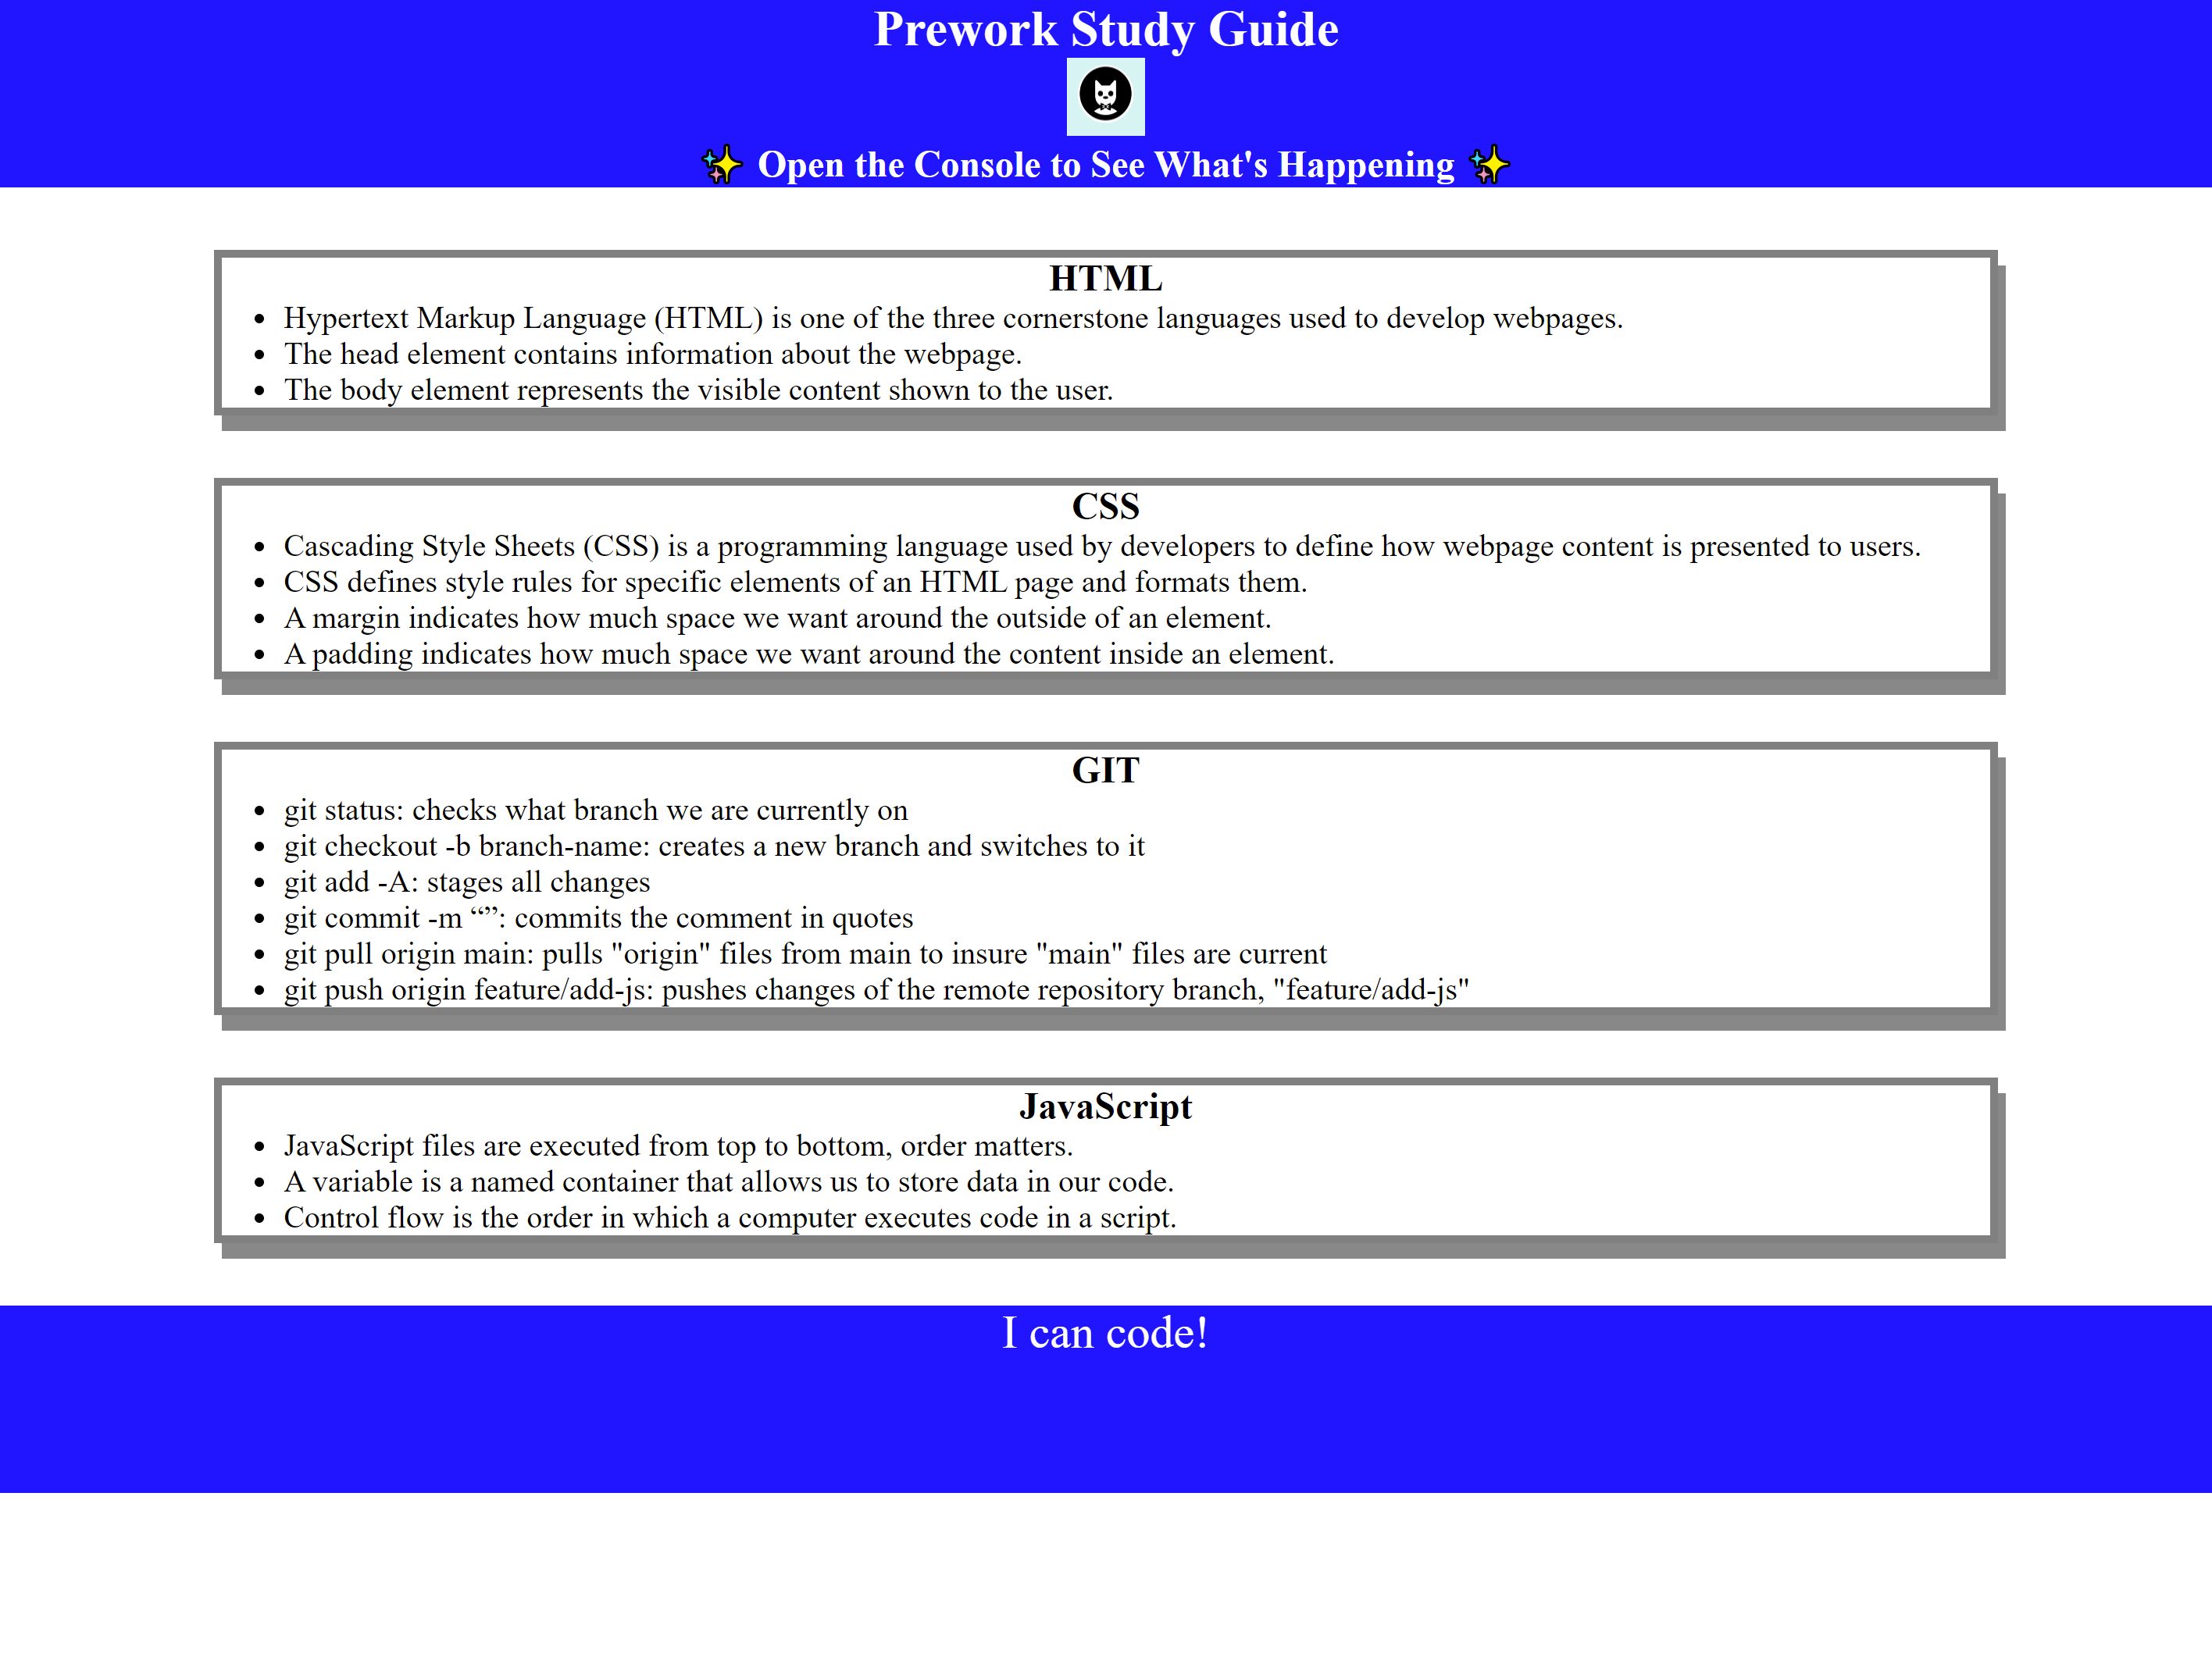 Prework Study Guide
✨ Open the Console to See What's Happening ✨
HTML
• Hypertext Markup Language (HTML) is one of the three cornerstone languages used to develop webpages.
• The head element contains information about the webpage.
• The body element represents the visible content shown to the user.
CSS
• Cascading Style Sheets (CSS) is a programming language used by developers to define how webpage content is presented to users.
• CSS defines style rules for specific elements of an HTML page and formats them.
• A margin indicates how much space we want around the outside of an element.
• A padding indicates how much space we want around the content inside an element.
GIT
• git status: checks what branch we are currently on
• git checkout -b branch-name: creates a new branch and switches to it
• git add -A: stages all changes
• git commit -m “”: commits the comment in quotes
• git pull origin main: pulls "origin" files from main to insure "main" files are current
• git push origin feature/add-js: pushes changes of the remote repository branch, "feature/add-js"
JavaScript
• JavaScript files are executed from top to bottom, order matters.
• A variable is a named container that allows us to store data in our code.
• Control flow is the order in which a computer executes code in a script.
I can code!